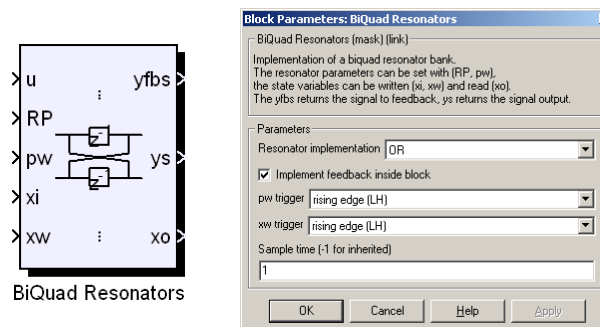 u
yfbs
RP
z⁻¹
pw
ys
z⁻¹
xi
xw
xo
BiQuad Resonators
Block Parameters: BiQuad Resonators
BiQuad Resonators (mask) (link)
Implementation of a biquad resonator bank.
The resonator parameters can be set with (RP, pw),
the state variables can be written (xi, xw) and read (xo).
The yfbs returns the signal to feedback, ys returns the signal output.
Parameters
Resonator implementation OR
Implement feedback inside block
pw trigger rising edge (LH)
xw trigger rising edge (LH)
Sample time (-1 for inherited)
1
OK Cancel Help Apply